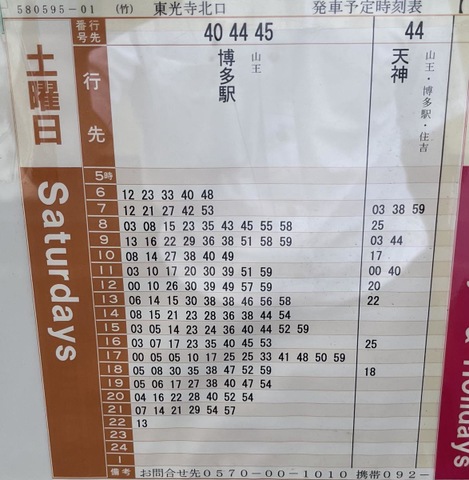 580595-01 (竹) 東光寺北口 発車予定時刻表
行先番号 40 44 45 44
土曜日 Saturdays
行先 博多駅 山王 天神 山王・博多駅・住吉
5時
6 12 23 33 40 48
7 12 21 27 42 53 03 38 59
8 03 08 15 23 35 43 45 55 58 25
9 13 16 22 29 36 38 51 58 59 03 44
10 08 14 27 38 40 49 17
11 03 10 17 20 30 39 51 59 00 40
12 00 26 30 39 49 57 59 20
13 06 14 15 30 38 38 46 56 58 22
14 08 15 21 23 28 36 38 44 54
15 03 05 14 23 24 36 40 44 52 59
16 03 07 17 23 35 40 45 53 25
17 00 05 05 10 17 25 25 33 41 48 50 59
18 05 08 30 35 38 47 52 59 18
19 05 06 17 27 38 40 47 54
20 04 16 22 28 40 52 54
21 07 14 21 29 54 57
22 13
23
24
1
備考 お問合せ先0570-00-1010 携帯092-
Holidays